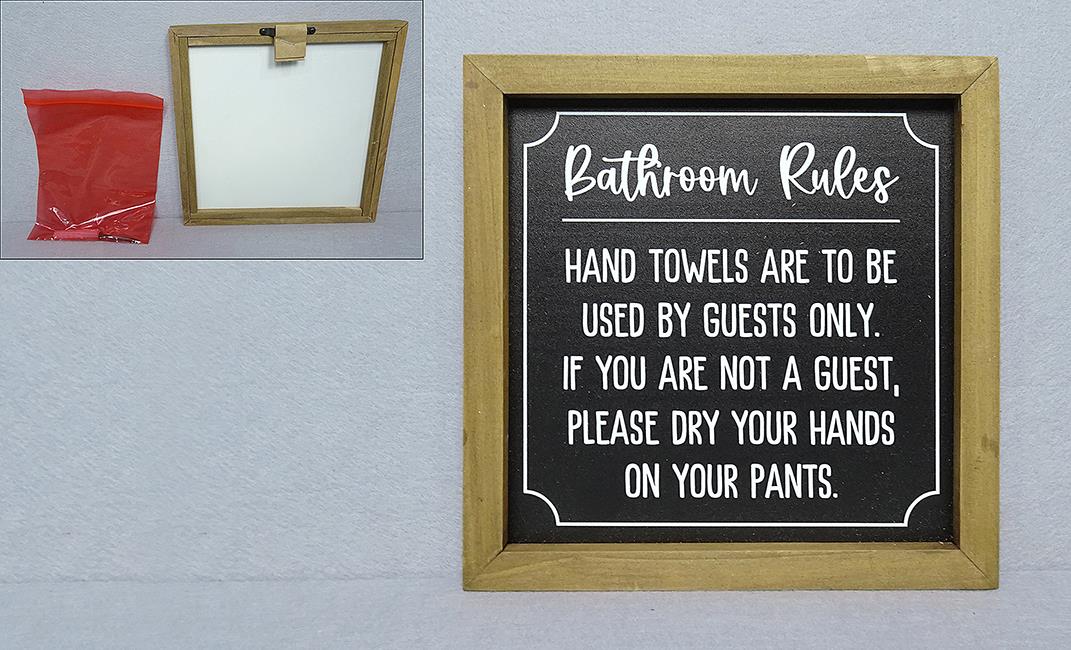 Bathroom Rules
HAND TOWELS ARE TO BE
USED BY GUESTS ONLY.
IF YOU ARE NOT A GUEST,
PLEASE DRY YOUR HANDS
ON YOUR PANTS.